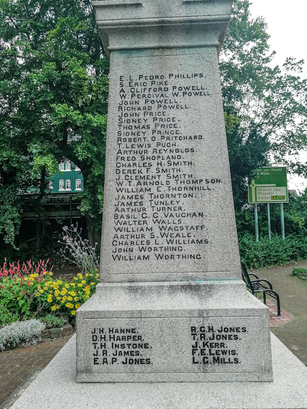 E.L. PEDRO PHILLIPS.
S. ERIC PIKE.
A. CLIFFORD POWELL.
W. PERCIVAL W. POWELL
JOHN POWELL.
RICHARD POWELL.
JOHN PRICE.
SIDNEY PRICE.
THOMAS PRICE.
SIDNEY PRINCE.
ROBERT. O. PRITCHARD.
T. LEWIS PUGH.
ARTHUR REYNOLDS.
FRED SHOPLAND.
CHARLES H. SMITH.
DEREK F. SMITH.
J. CLEMENT SMITH.
W. T. ARNOLD THOMPSON.
WILLIAM E. THORNHILL.
JAMES THORNTON.
JAMES TUNLEY.
ARTHUR TURNER.
BASIL G. C. VAUGHAN.
WALTER WALLS.
WILLIAM WAGSTAFF.
ARTHUR S. WEALE.
CHARLES L. WILLIAMS.
JOHN WORTHING.
WILLIAM WORTHING.
J.H. HANNE.
D.H. HARPER.
T.H. INSTONE.
J.R. JAMES.
E.A.P. JONES.
R.G.H. JONES.
T.R. JONES.
J. KERR.
F.E. LEWIS.
L.G. MILLS.